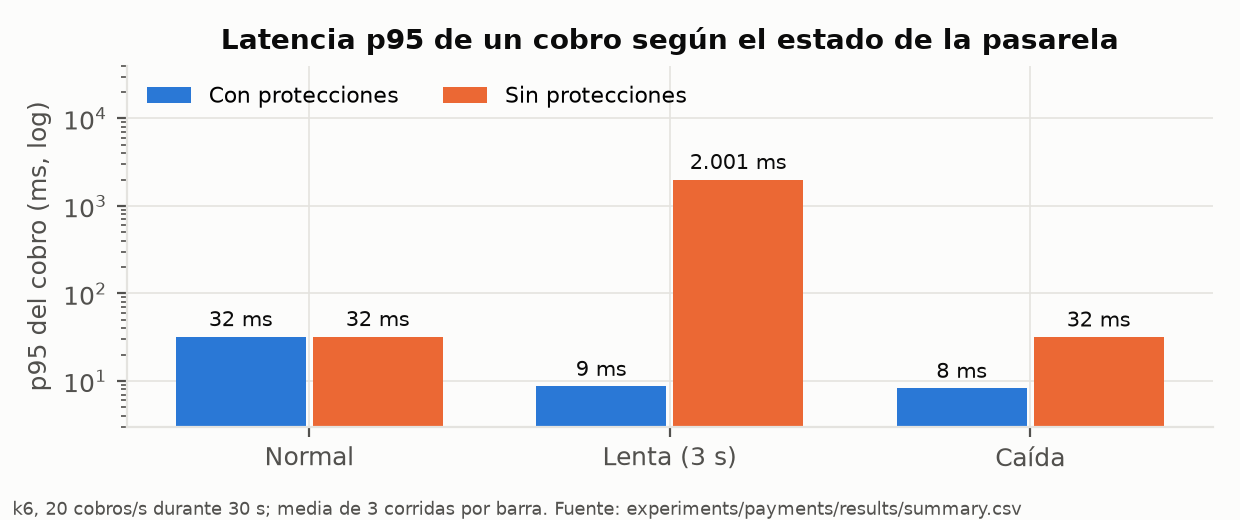 Latencia p95 de un cobro según el estado de la pasarela
Con protecciones
Sin protecciones
p95 del cobro (ms, log)
10⁴
10³
10²
10¹
32 ms
32 ms
9 ms
2.001 ms
8 ms
32 ms
Normal
Lenta (3 s)
Caída
k6, 20 cobros/s durante 30 s; media de 3 corridas por barra. Fuente: experiments/payments/results/summary.csv